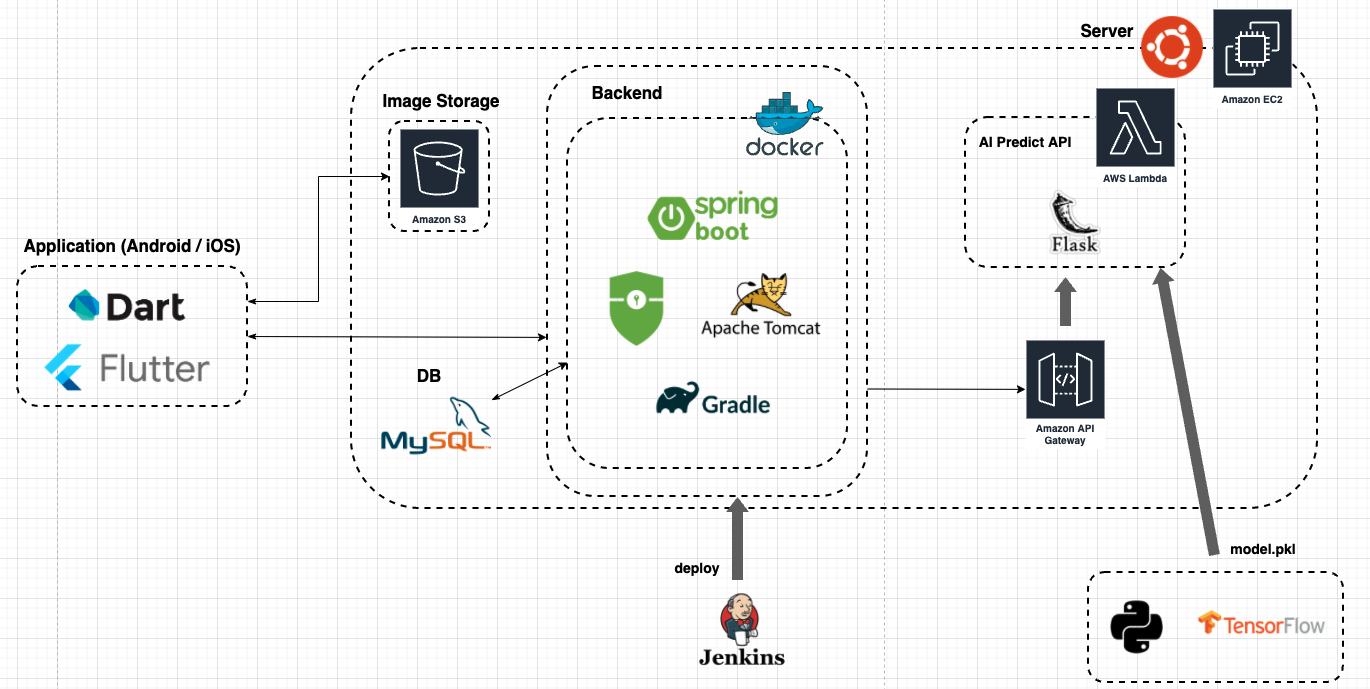 Server
Amazon EC2
Image Storage
Amazon S3
Backend
docker
spring
boot
Apache Tomcat
Gradle
AI Predict API
AWS Lambda
Flask
Application (Android / iOS)
Dart
Flutter
DB
MySQL
Amazon API
Gateway
deploy
Jenkins
model.pkl
TensorFlow